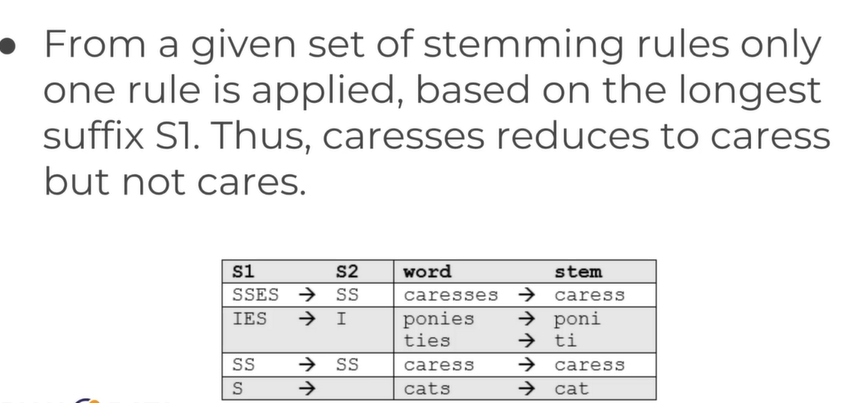 ● From a given set of stemming rules only
one rule is applied, based on the longest
suffix S1. Thus, caresses reduces to caress
but not cares.
S1 S2 word stem
SSES → SS caresses → caress
IES → I ponies → poni
ties → ti
SS → SS caress → caress
S → cats → cat